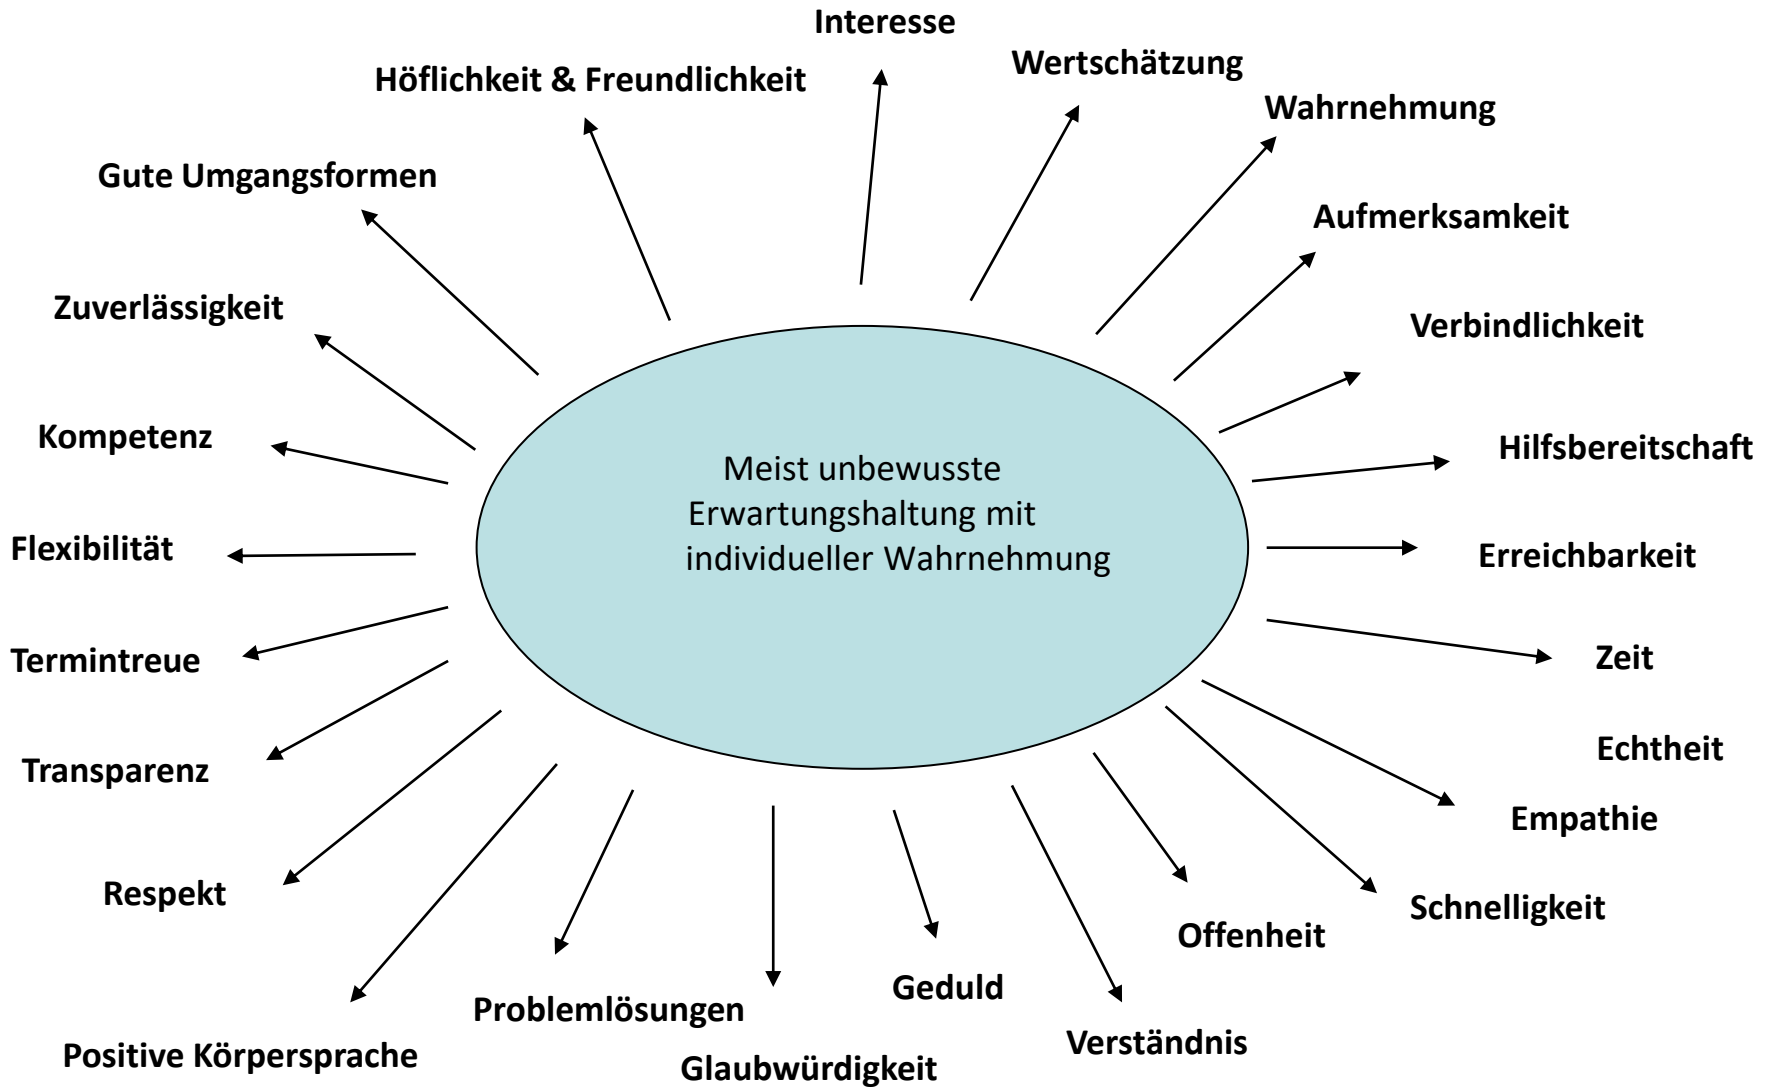 Interesse
Wertschätzung
Höflichkeit & Freundlichkeit
Wahrnehmung
Gute Umgangsformen
Aufmerksamkeit
Zuverlässigkeit
Verbindlichkeit
Kompetenz
Hilfsbereitschaft
Meist unbewusste
Erwartungshaltung mit
individueller Wahrnehmung
Flexibilität
Erreichbarkeit
Termintreue
Zeit
Echtheit
Transparenz
Empathie
Respekt
Schnelligkeit
Offenheit
Geduld
Problemlösungen
Verständnis
Positive Körpersprache
Glaubwürdigkeit